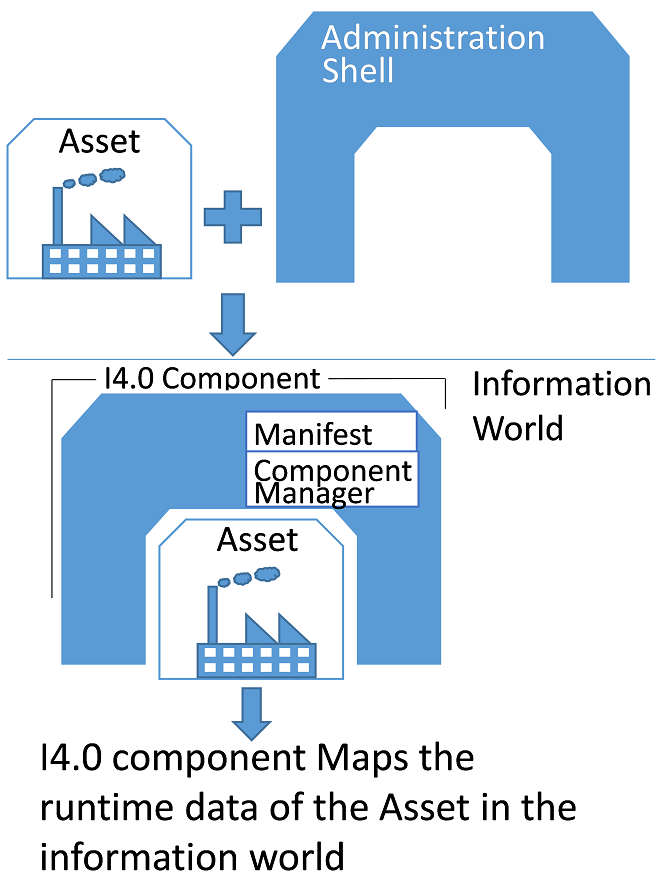 Administration
Shell
Asset
I4.0 Component
Information
World
Manifest
Component
Manager
Asset
I4.0 component Maps the
runtime data of the Asset in the
information world